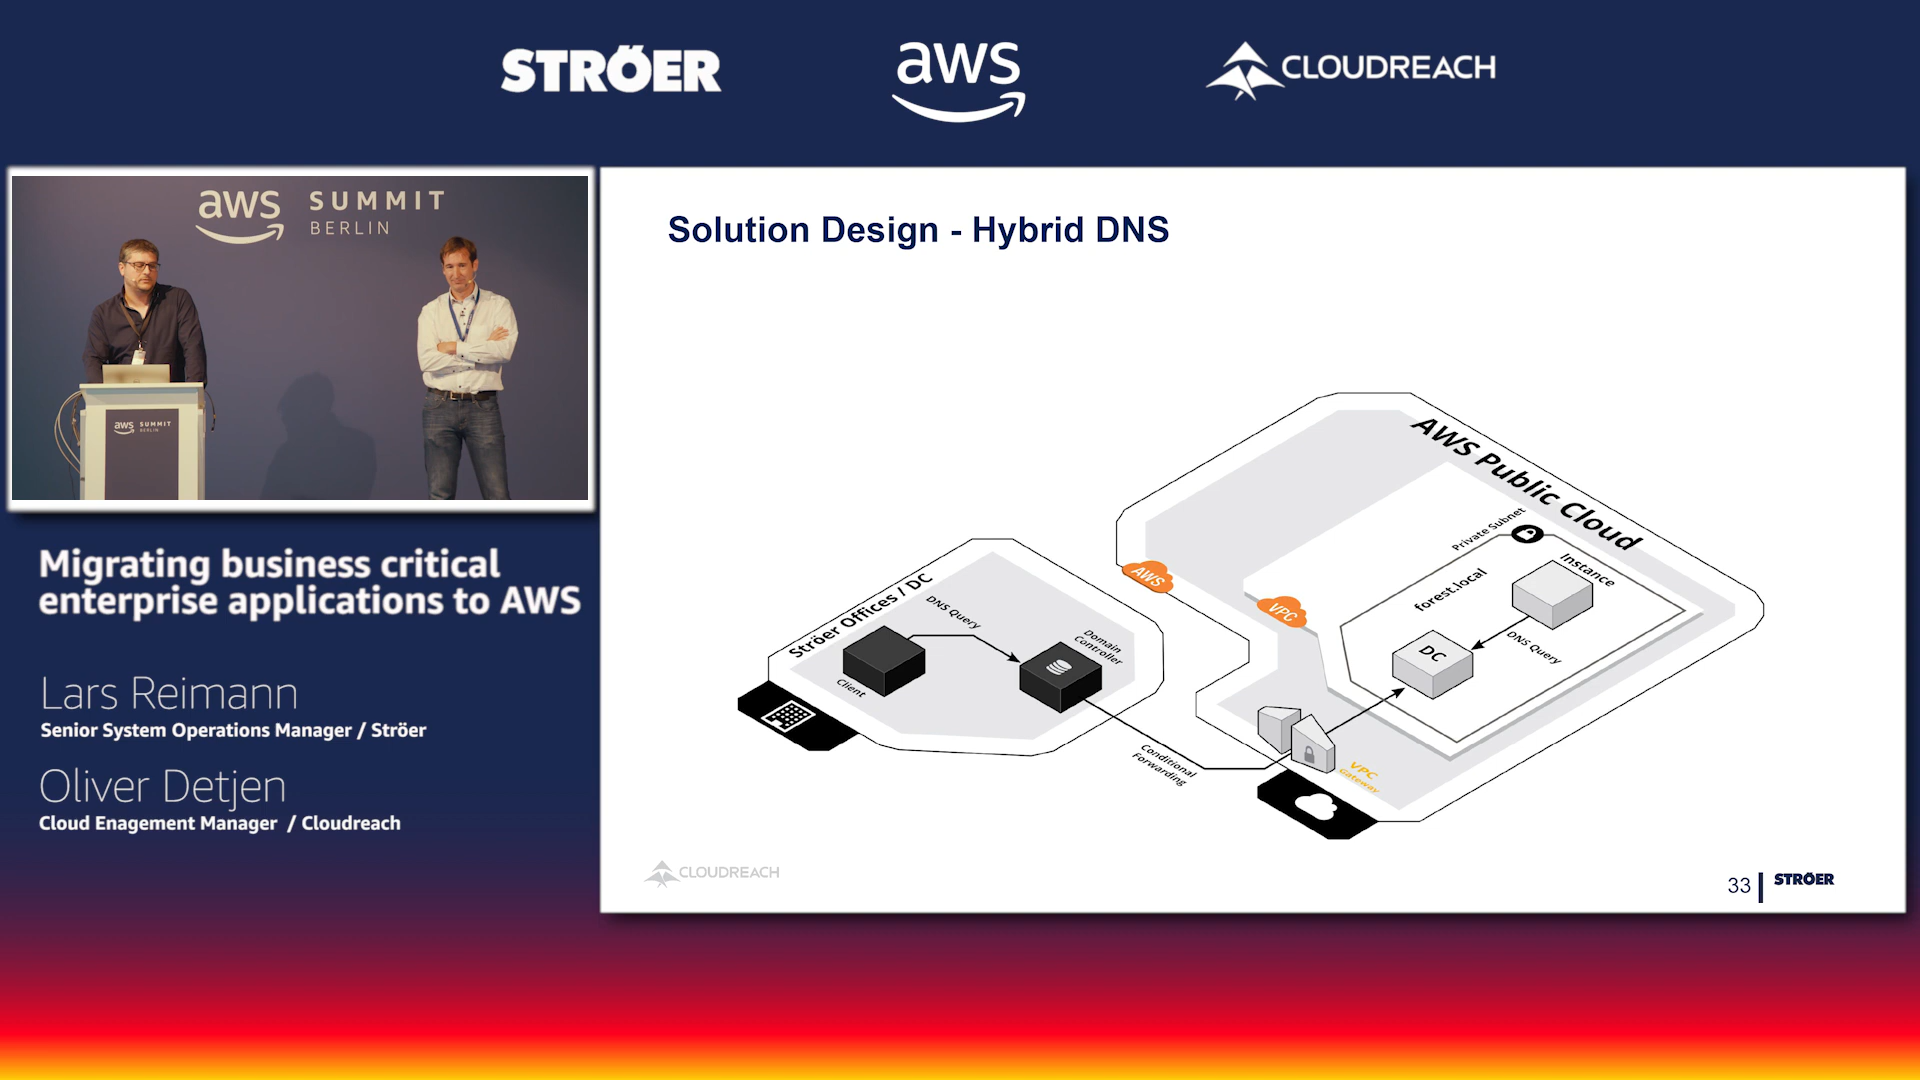 STRÖER
aws
CLOUDREACH
aws SUMMIT
BERLIN
aws SUMMIT
BERLIN
Migrating business critical
enterprise applications to AWS
Lars Reimann
Senior System Operations Manager / Ströer
Oliver Detjen
Cloud Enagement Manager / Cloudreach
Solution Design - Hybrid DNS
AWS Public Cloud
Private Subnet
Instance
forest.local
AWS
VPC
DC
DNS Query
Ströer Offices / DC
DNS Query
Domain
Controller
Client
Conditional
Forwarding
VPC
Gateway
CLOUDREACH
33
STRÖER